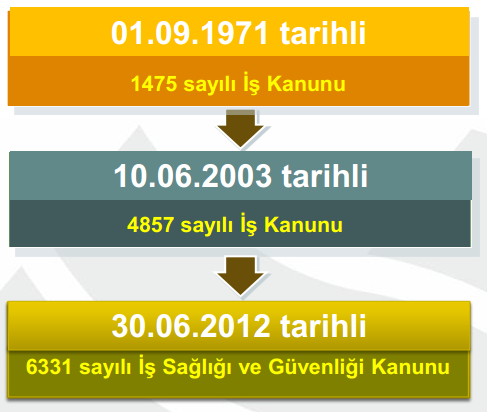 01.09.1971 tarihli
1475 sayılı İş Kanunu
10.06.2003 tarihli
4857 sayılı İş Kanunu
30.06.2012 tarihli
6331 sayılı İş Sağlığı ve Güvenliği Kanunu